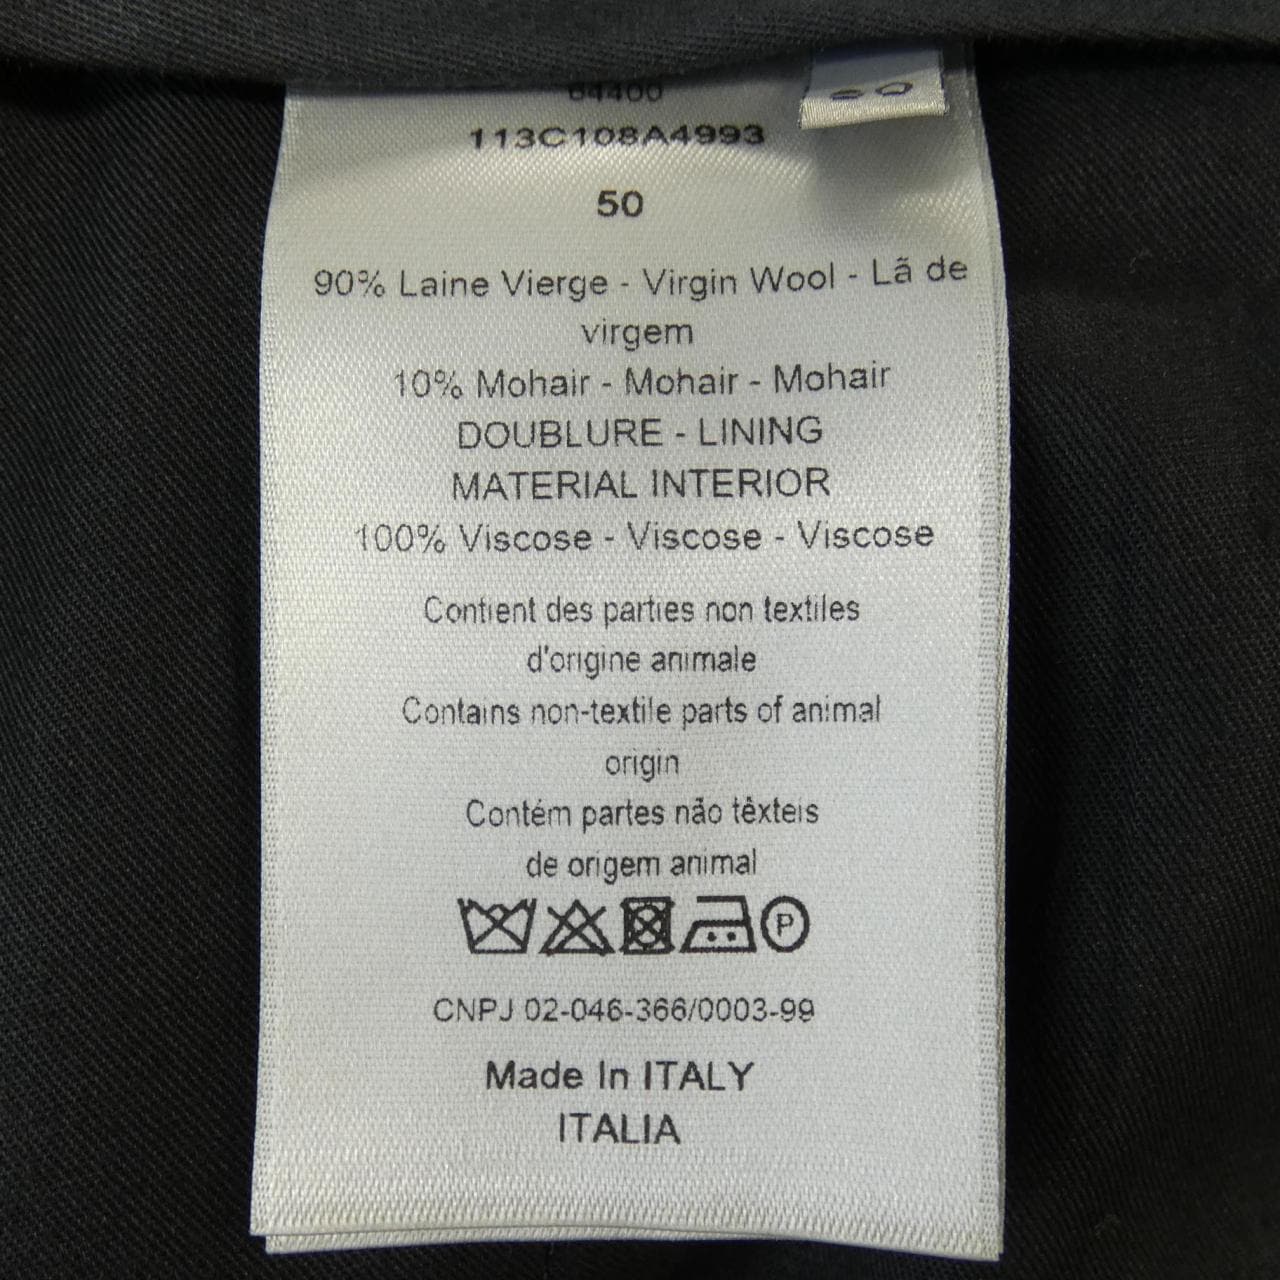 64400
113C108A4993
50
90% Laine Vierge - Virgin Wool - Lã de
virgem
10% Mohair - Mohair - Mohair
DOUBLURE - LINING
MATERIAL INTERIOR
100% Viscose - Viscose - Viscose
Contient des parties non textiles
d'origine animale
Contains non-textile parts of animal
origin
Contém partes não têxteis
de origem animal
P
CNPJ 02-046-366/0003-99
Made In ITALY
ITALIA